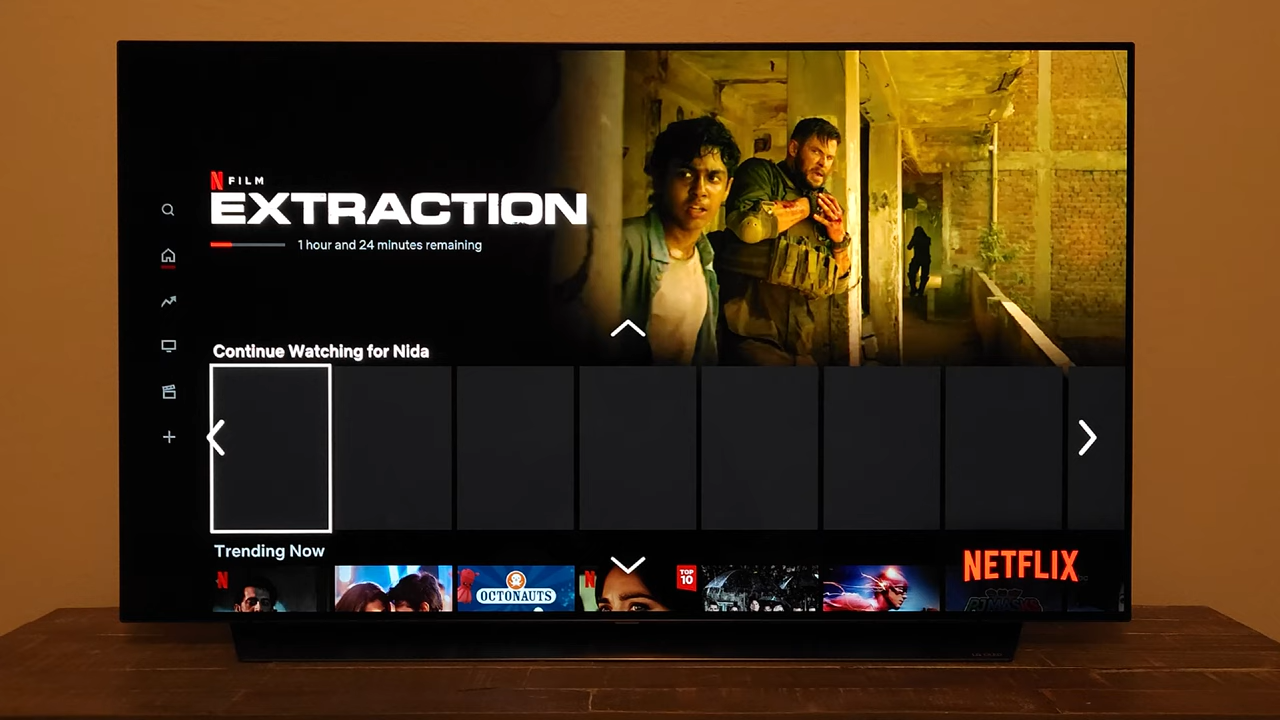 N FILM
EXTRACTION
1 hour and 24 minutes remaining
Continue Watching for Nida
Trending Now
NETFLIX
N
OCTONAUTS
N
TOP
10